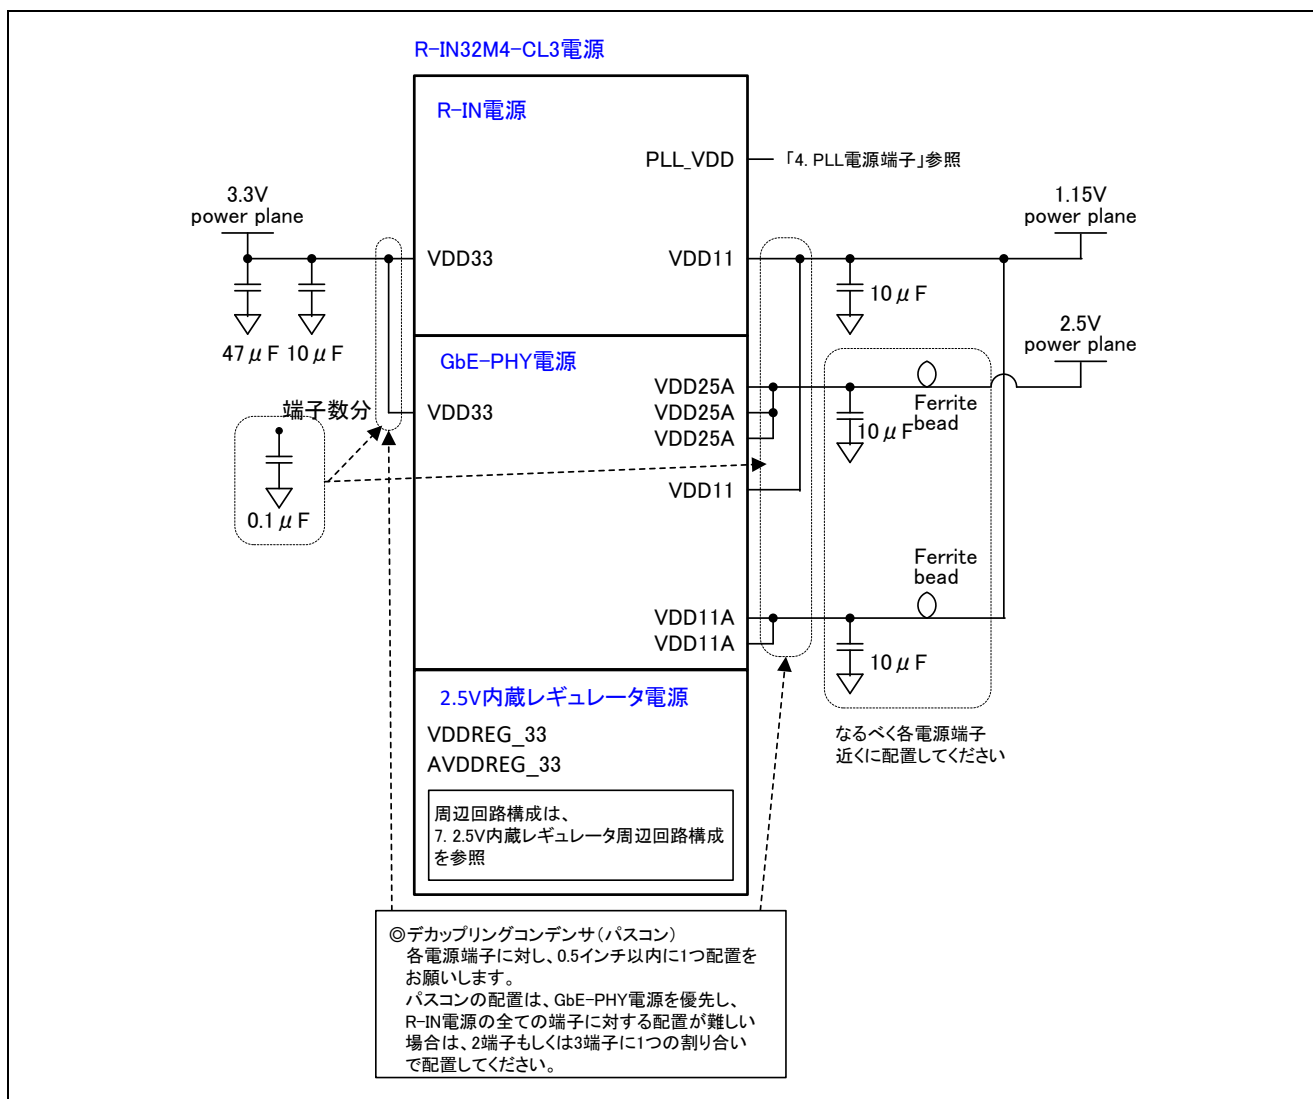 R-IN32M4-CL3電源
R-IN電源
PLL_VDD
「4. PLL電源端子」参照
3.3V
power plane
1.15V
power plane
VDD33
VDD11
10μF
47μF
10μF
2.5V
power plane
GbE-PHY電源
VDD25A
VDD25A
VDD25A
Ferrite
bead
10μF
端子数分
VDD33
0.1μF
VDD11
Ferrite
bead
VDD11A
VDD11A
10μF
なるべく各電源端子
近くに配置してください
2.5V内蔵レギュレータ電源
VDDREG_33
AVDDREG_33
周辺回路構成は、
7. 2.5V内蔵レギュレータ周辺回路構成
を参照
◎デカップリングコンデンサ(パスコン)
各電源端子に対し、0.5インチ以内に1つ配置を
お願いします。
パスコンの配置は、GbE-PHY電源を優先し、
R-IN電源の全ての端子に対する配置が難しい
場合は、2端子もしくは3端子に1つの割り合い
で配置してください。